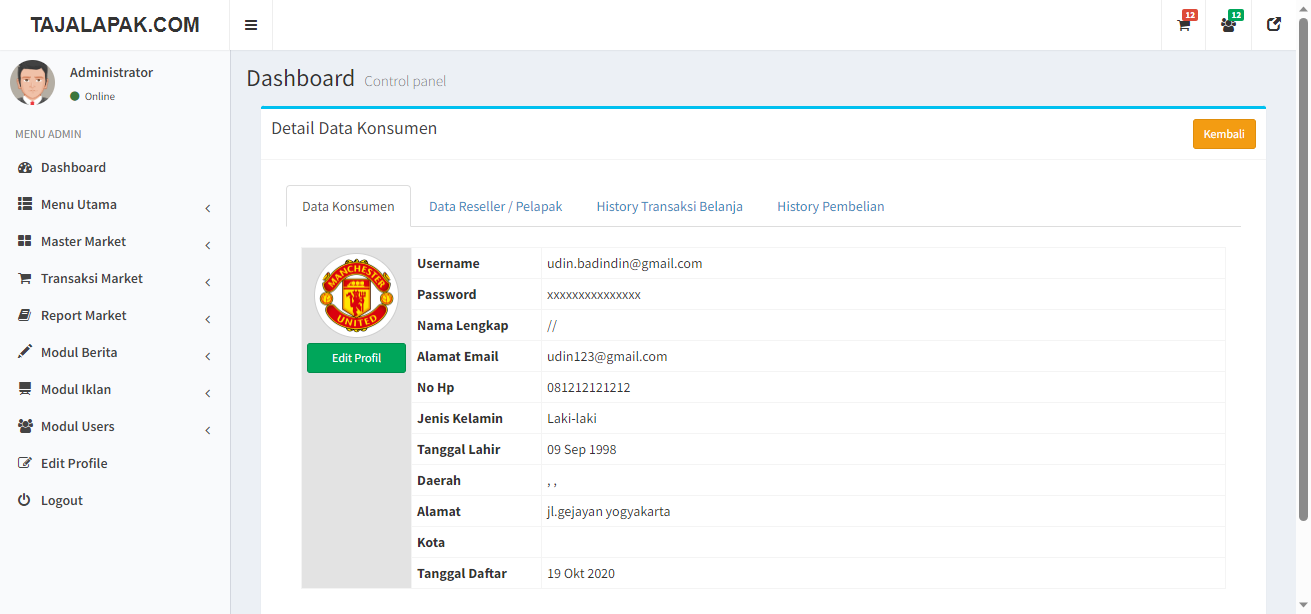 TAJALAPAK.COM
12
12
Administrator
Online
MENU ADMIN
Dashboard
Menu Utama
Master Market
Transaksi Market
Report Market
Modul Berita
Modul Iklan
Modul Users
Edit Profile
Logout
Dashboard Control panel
Detail Data Konsumen
Kembali
Data Konsumen
Data Reseller / Pelapak
History Transaksi Belanja
History Pembelian
MANCHESTER
UNITED
Edit Profil
Username udin.badindin@gmail.com
Password xxxxxxxxxxxxxxx
Nama Lengkap //
Alamat Email udin123@gmail.com
No Hp 081212121212
Jenis Kelamin Laki-laki
Tanggal Lahir 09 Sep 1998
Daerah , ,
Alamat jl.gejayan yogyakarta
Kota
Tanggal Daftar 19 Okt 2020